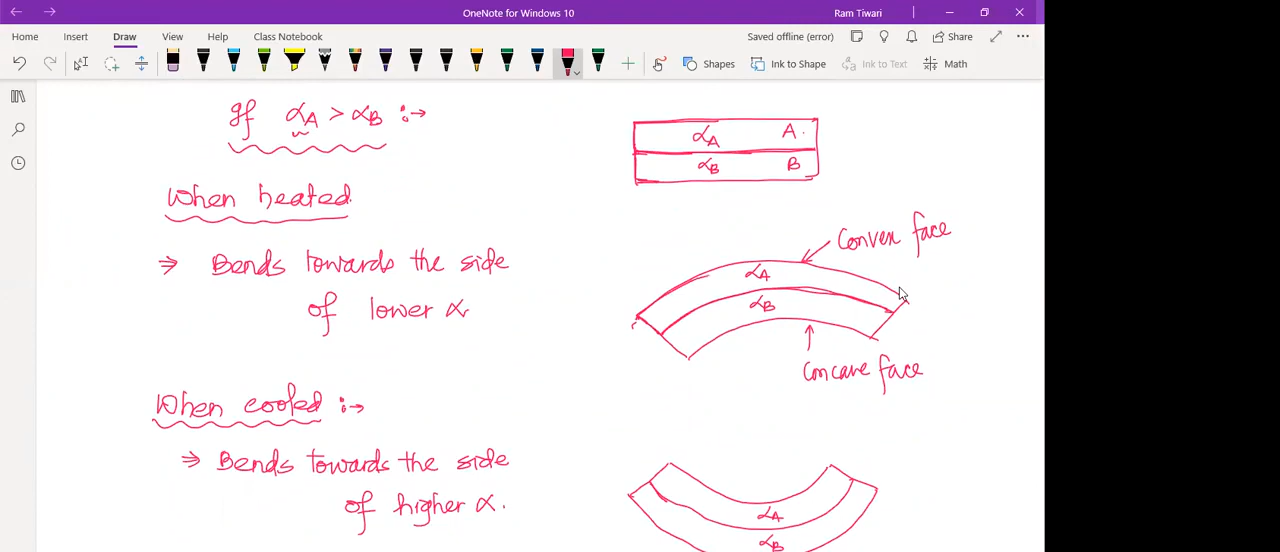 OneNote for Windows 10
Ram Tiwari
Home Insert Draw View Help Class Notebook
Saved offline (error)
Share
Shapes
Ink to Shape
Ink to Text
Math
If αA > αB :→
αA A.
αB B
When heated
⇒ Bends towards the side
of lower α
Convex face
αA
αB
Concave face
When cooled :→
⇒ Bends towards the side
of higher α.
αA
αB